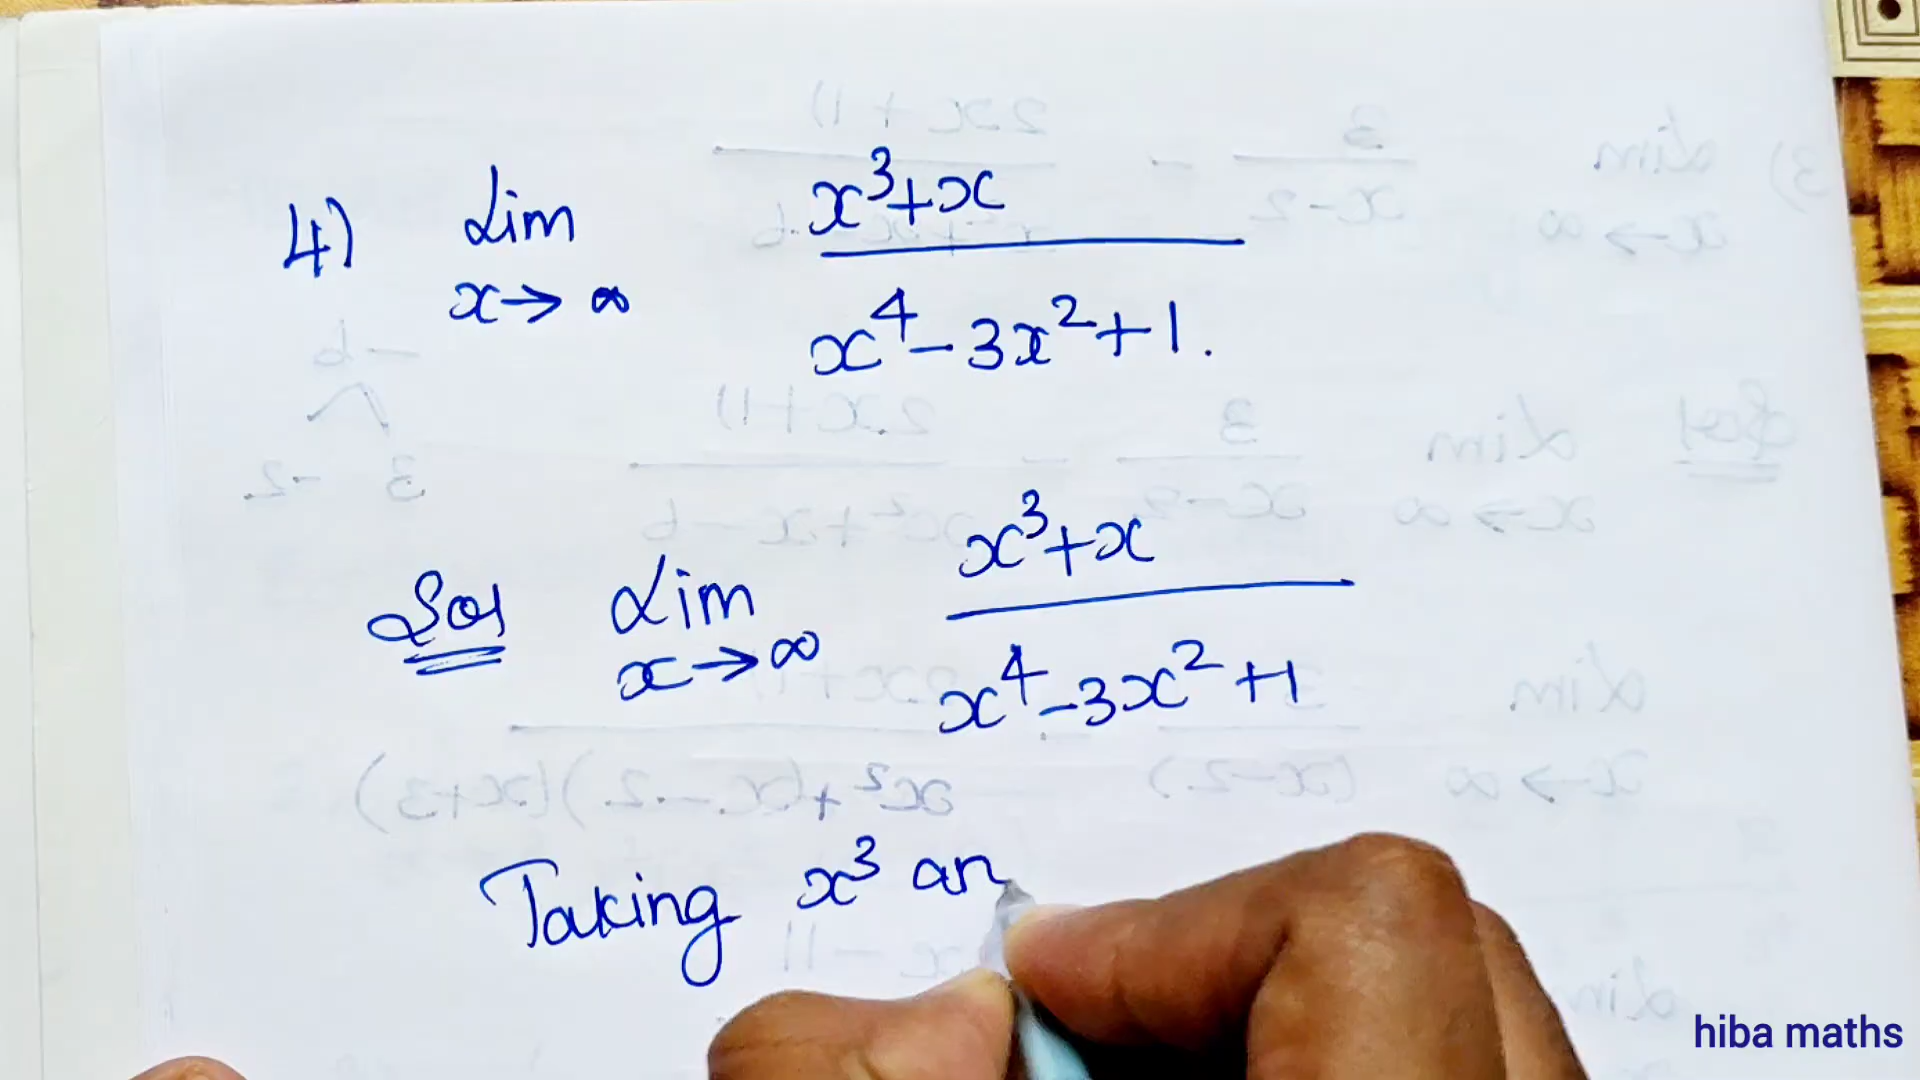 4) Lim x³+x
x→∞ x⁴-3x²+1.
Sol Lim x³+x
x→∞ x⁴-3x²+1
Taking x³ an
hiba maths